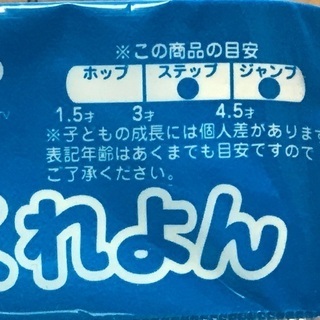 ※この商品の目安
ホップ ステップ ジャンプ
1.5才 3才 4.5才
※子どもの成長には個人差があります
表記年齢はあくまでも目安ですので
ご了承ください。
くれよん